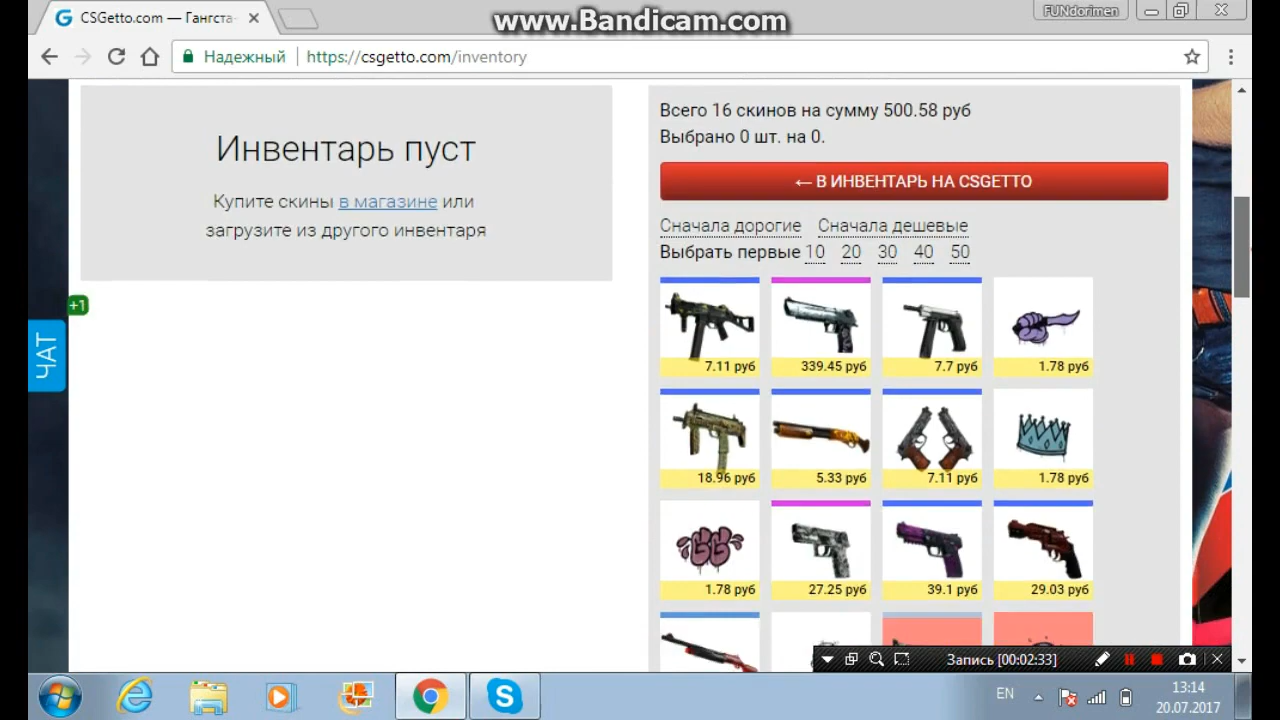 www.Bandicam.com
CSGetto.com — Гангста-
FUNdorimen
Надежный
https://csgetto.com/inventory
Инвентарь пуст
Купите скины в магазине или
загрузите из другого инвентаря
+1
ЧАТ
Всего 16 скинов на сумму 500.58 руб
Выбрано 0 шт. на 0.
← В ИНВЕНТАРЬ НА CSGETTO
Сначала дорогие Сначала дешевые
Выбрать первые 10 20 30 40 50
7.11 руб 339.45 руб 7.7 руб 1.78 руб
18.96 руб 5.33 руб 7.11 руб 1.78 руб
GG
1.78 руб 27.25 руб 39.1 руб 29.03 руб
Запись [00:02:33]
EN
13:14
20.07.2017